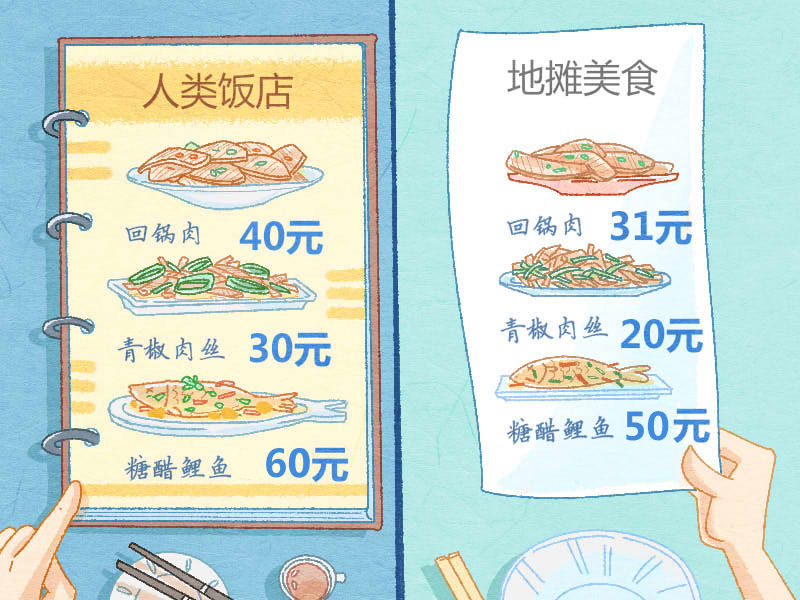 人类饭店
回锅肉 40元
青椒肉丝 30元
糖醋鲤鱼 60元
地摊美食
回锅肉 31元
青椒肉丝 20元
糖醋鲤鱼 50元